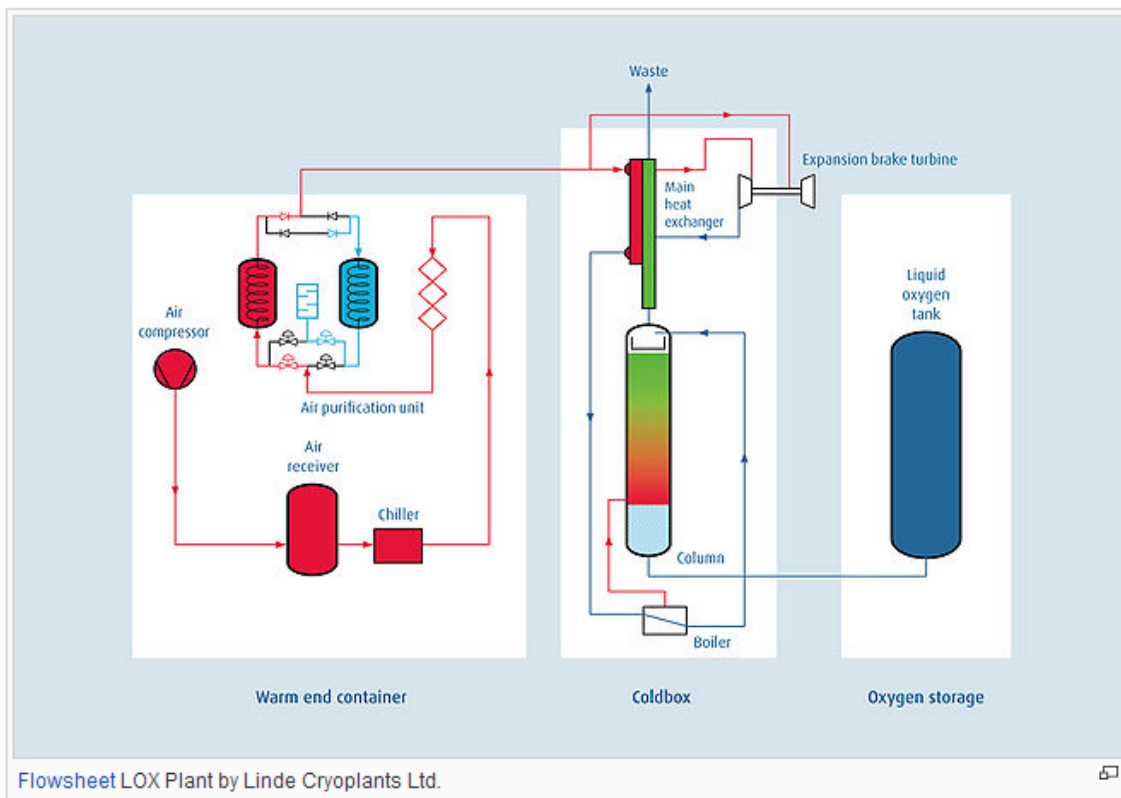 Waste
Expansion brake turbine
Main
heat
exchanger
Liquid
oxygen
tank
Air
compressor
Air purification unit
Air
receiver
Chiller
Column
Boiler
Warm end container
Coldbox
Oxygen storage
Flowsheet LOX Plant by Linde Cryoplants Ltd.